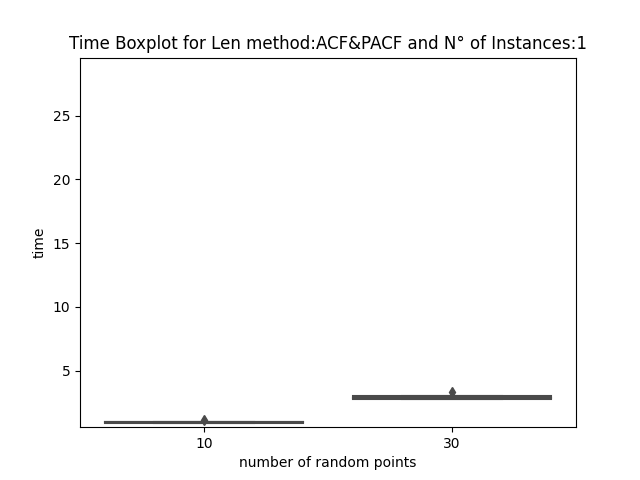 Time Boxplot for Len method:ACF&PACF and N° of Instances:1
25
20
15
10
5
time
10 30
number of random points